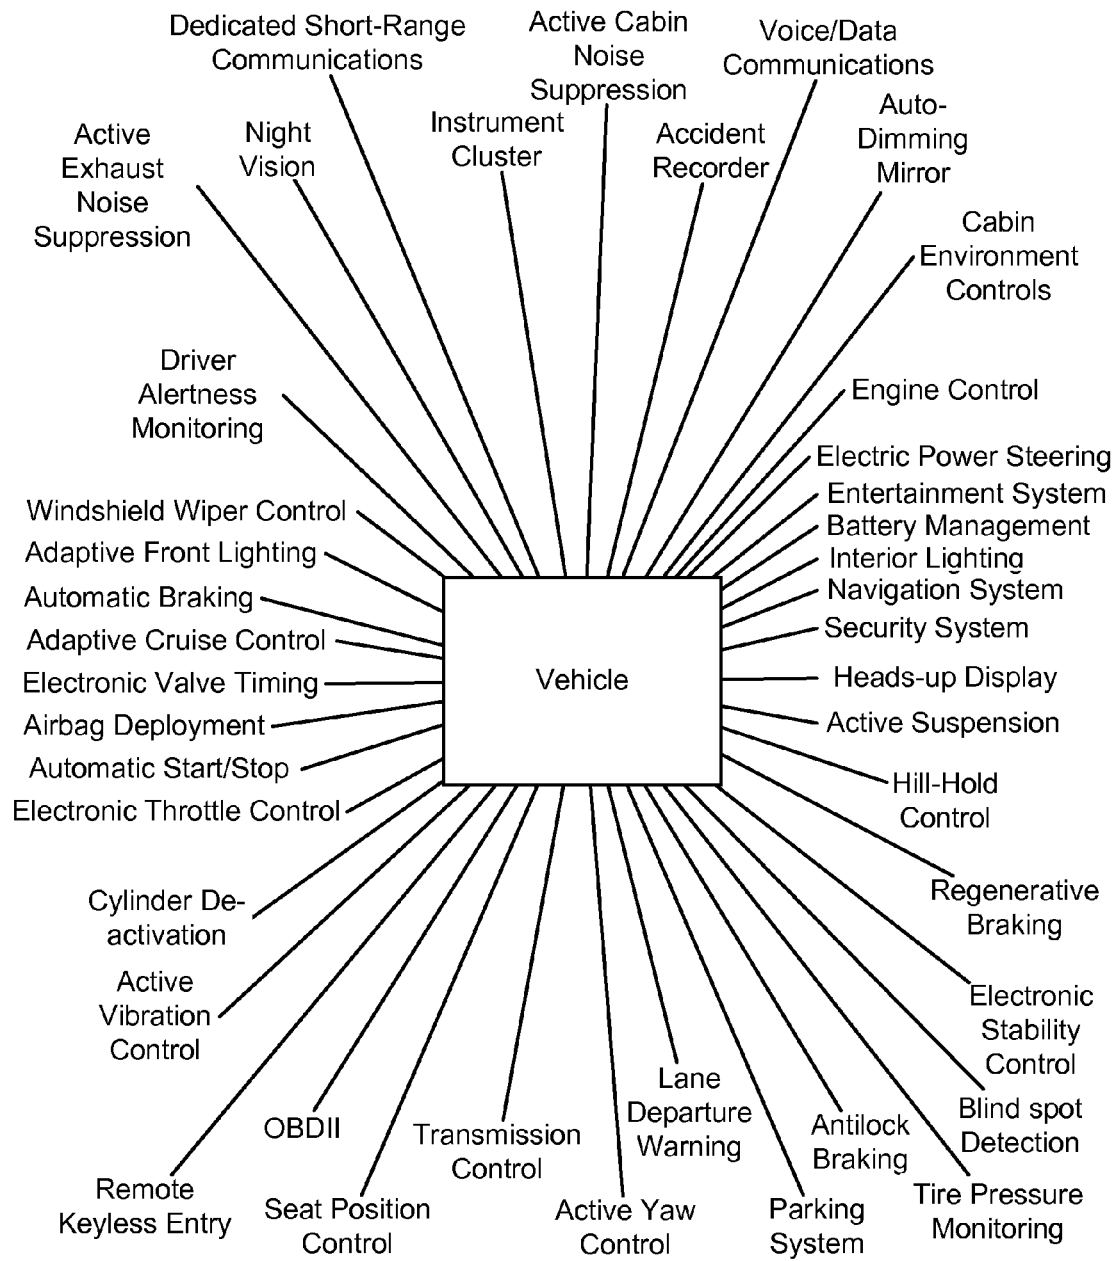 Dedicated Short-Range
Communications
Active Cabin
Noise
Suppression
Voice/Data
Communications
Active
Exhaust
Noise
Suppression
Night
Vision
Instrument
Cluster
Accident
Recorder
Auto-
Dimming
Mirror
Cabin
Environment
Controls
Driver
Alertness
Monitoring
Engine Control
Electric Power Steering
Entertainment System
Battery Management
Interior Lighting
Navigation System
Security System
Windshield Wiper Control
Adaptive Front Lighting
Automatic Braking
Adaptive Cruise Control
Electronic Valve Timing
Airbag Deployment
Automatic Start/Stop
Electronic Throttle Control
Vehicle
Heads-up Display
Active Suspension
Hill-Hold
Control
Regenerative
Braking
Cylinder De-
activation
Active
Vibration
Control
Electronic
Stability
Control
Lane
Departure
Warning
Blind spot
Detection
OBDII
Transmission
Control
Antilock
Braking
Remote
Keyless Entry
Seat Position
Control
Active Yaw
Control
Parking
System
Tire Pressure
Monitoring